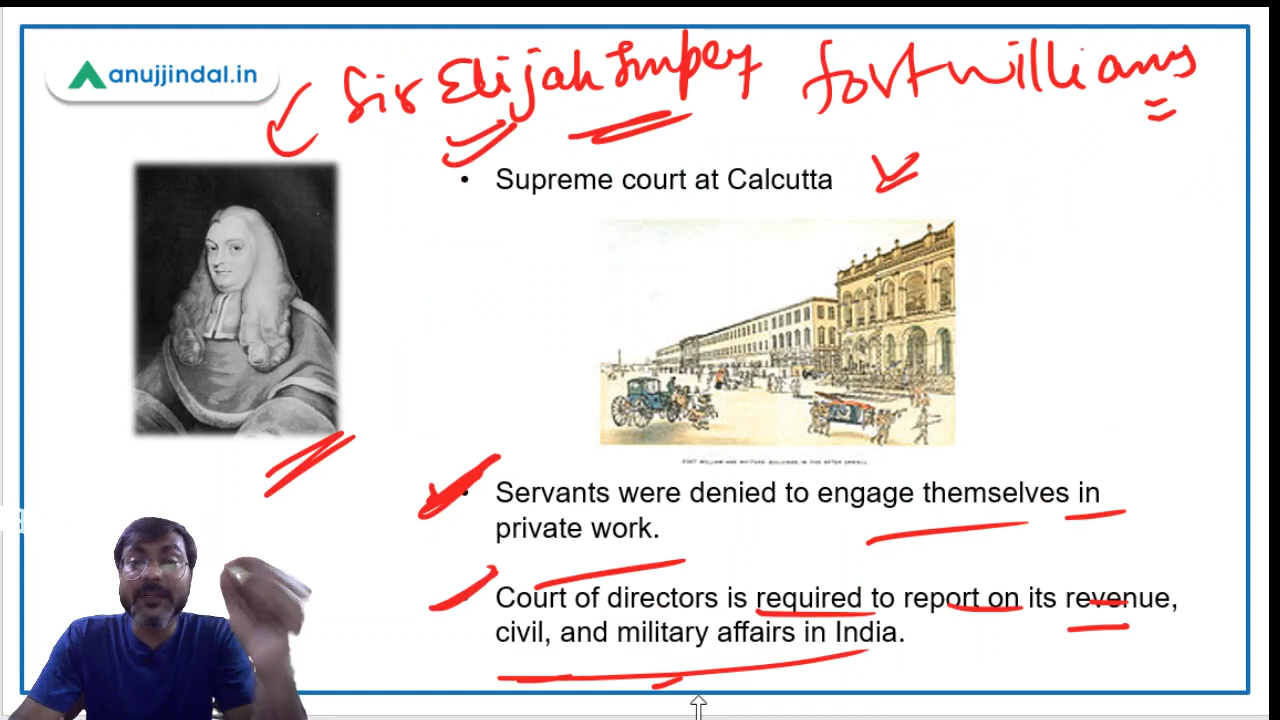 anujjindal.in
Sir Elijah Impey fort williams
• Supreme court at Calcutta
• Servants were denied to engage themselves in
private work.
Court of directors is required to report on its revenue,
civil, and military affairs in India.